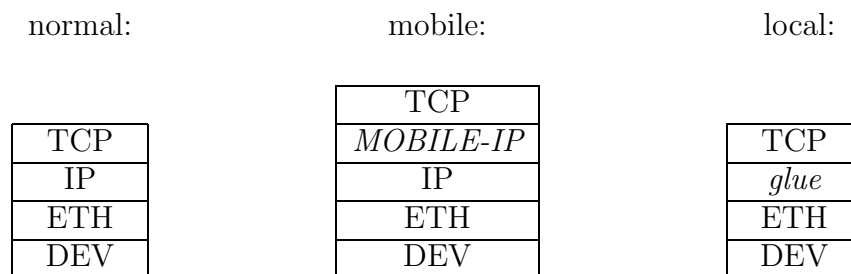 normal: mobile: local:
TCP
TCP MOBILE-IP TCP
IP IP glue
ETH ETH ETH
DEV DEV DEV